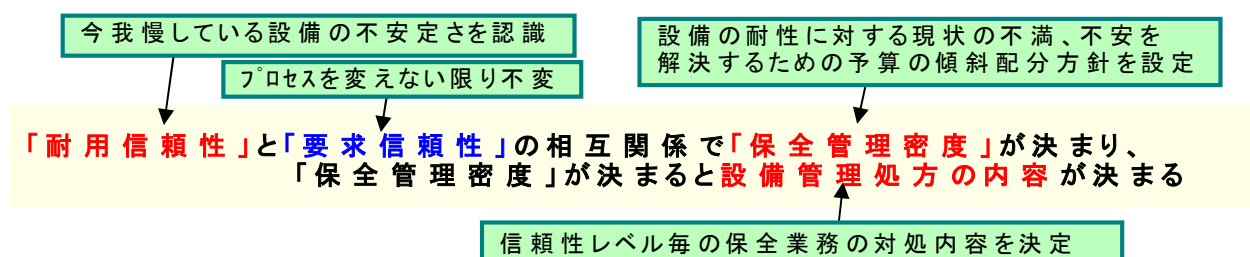 今我慢している設備の不安定さを認識
設備の耐性に対する現状の不満、不安を
解決するための予算の傾斜配分方針を設定
プロセスを変えない限り不変
「耐用信頼性」と「要求信頼性」の相互関係で「保全管理密度」が決まり、
「保全管理密度」が決まると設備管理処方の内容が決まる
信頼性レベル毎の保全業務の対処内容を決定